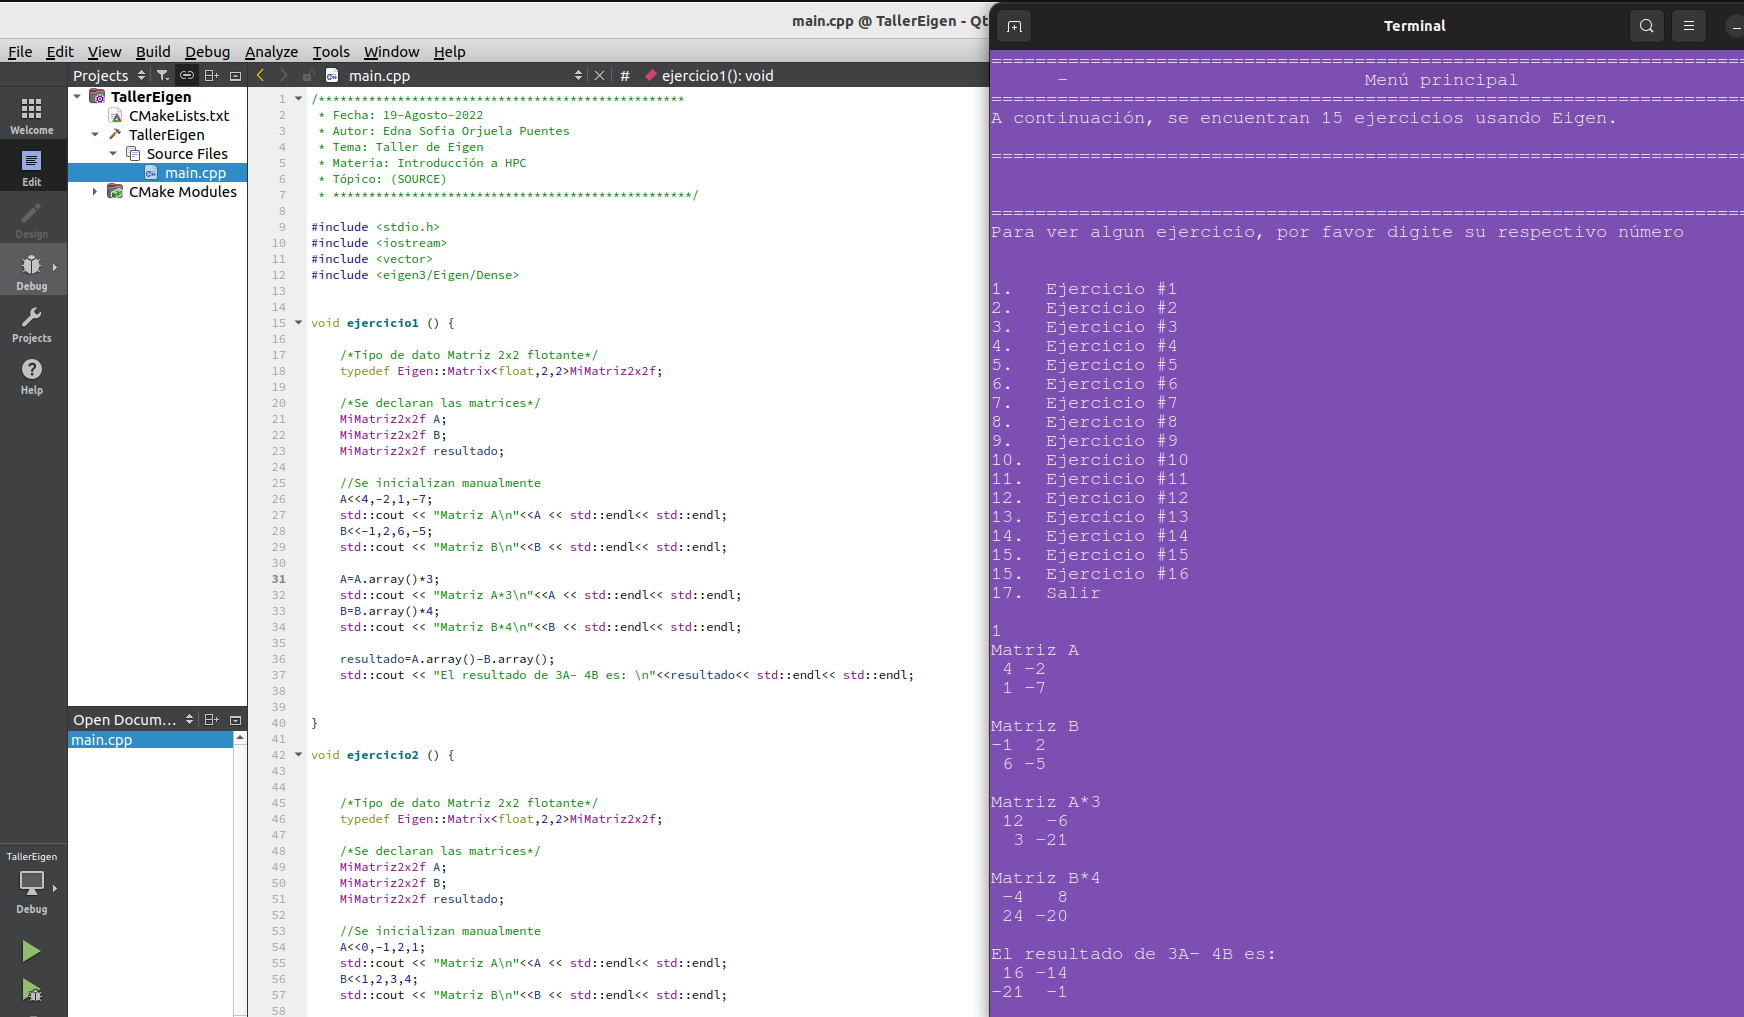 main.cpp @ TallerEigen - Qt
File Edit View Build Debug Analyze Tools Window Help
Projects
main.cpp
# ejercicio1(): void
Welcome
Edit
Design
Debug
Projects
Help
TallerEigen
Debug
TallerEigen
CMakeLists.txt
TallerEigen
Source Files
main.cpp
CMake Modules
Open Docum...
main.cpp
1 /***************************************************
2 * Fecha: 19-Agosto-2022
3 * Autor: Edna Sofia Orjuela Puentes
4 * Tema: Taller de Eigen
5 * Materia: Introducción a HPC
6 * Tópico: (SOURCE)
7 * **************************************************/
8
9 #include <stdio.h>
10 #include <iostream>
11 #include <vector>
12 #include <eigen3/Eigen/Dense>
13
14
15 void ejercicio1 () {
16
17 /*Tipo de dato Matriz 2x2 flotante*/
18 typedef Eigen::Matrix<float,2,2>MiMatriz2x2f;
19
20 /*Se declaran las matrices*/
21 MiMatriz2x2f A;
22 MiMatriz2x2f B;
23 MiMatriz2x2f resultado;
24
25 //Se inicializan manualmente
26 A<<4,-2,1,-7;
27 std::cout << "Matriz A\n"<<A << std::endl<< std::endl;
28 B<<-1,2,6,-5;
29 std::cout << "Matriz B\n"<<B << std::endl<< std::endl;
30
31 A=A.array()*3;
32 std::cout << "Matriz A*3\n"<<A << std::endl<< std::endl;
33 B=B.array()*4;
34 std::cout << "Matriz B*4\n"<<B << std::endl<< std::endl;
35
36 resultado=A.array()-B.array();
37 std::cout << "El resultado de 3A- 4B es: \n"<<resultado<< std::endl<< std::endl;
38
39
40 }
41
42 void ejercicio2 () {
43
44
45 /*Tipo de dato Matriz 2x2 flotante*/
46 typedef Eigen::Matrix<float,2,2>MiMatriz2x2f;
47
48 /*Se declaran las matrices*/
49 MiMatriz2x2f A;
50 MiMatriz2x2f B;
51 MiMatriz2x2f resultado;
52
53 //Se inicializan manualmente
54 A<<0,-1,2,1;
55 std::cout << "Matriz A\n"<<A << std::endl<< std::endl;
56 B<<1,2,3,4;
57 std::cout << "Matriz B\n"<<B << std::endl<< std::endl;
58
Terminal
=====================================================================
- Menú principal
=====================================================================
A continuación, se encuentran 15 ejercicios usando Eigen.
=====================================================================
=====================================================================
Para ver algun ejercicio, por favor digite su respectivo número
1. Ejercicio #1
2. Ejercicio #2
3. Ejercicio #3
4. Ejercicio #4
5. Ejercicio #5
6. Ejercicio #6
7. Ejercicio #7
8. Ejercicio #8
9. Ejercicio #9
10. Ejercicio #10
11. Ejercicio #11
12. Ejercicio #12
13. Ejercicio #13
14. Ejercicio #14
15. Ejercicio #15
15. Ejercicio #16
17. Salir
1
Matriz A
4 -2
1 -7
Matriz B
-1 2
6 -5
Matriz A*3
12 -6
3 -21
Matriz B*4
-4 8
24 -20
El resultado de 3A- 4B es:
16 -14
-21 -1